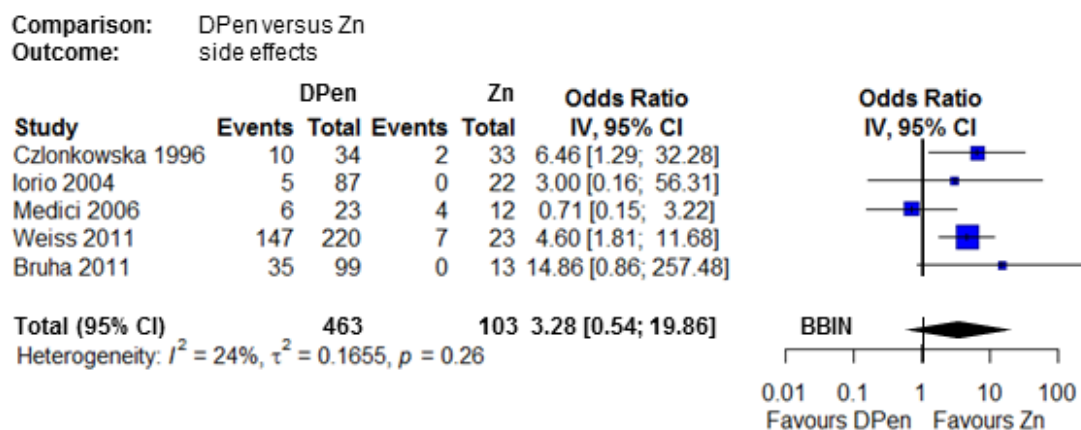 Comparison: DPen versus Zn
Outcome: side effects
DPen Zn Odds Ratio Odds Ratio
Study Events Total Events Total IV, 95% CI IV, 95% CI
Czlonkowska 1996 10 34 2 33 6.46 [1.29; 32.28]
Iorio 2004 5 87 0 22 3.00 [0.16; 56.31]
Medici 2006 6 23 4 12 0.71 [0.15; 3.22]
Weiss 2011 147 220 7 23 4.60 [1.81; 11.68]
Bruha 2011 35 99 0 13 14.86 [0.86; 257.48]
Total (95% CI) 463 103 3.28 [0.54; 19.86] BBIN
Heterogeneity: I² = 24%, τ² = 0.1655, p = 0.26
0.01 0.1 1 10 100
Favours DPen Favours Zn